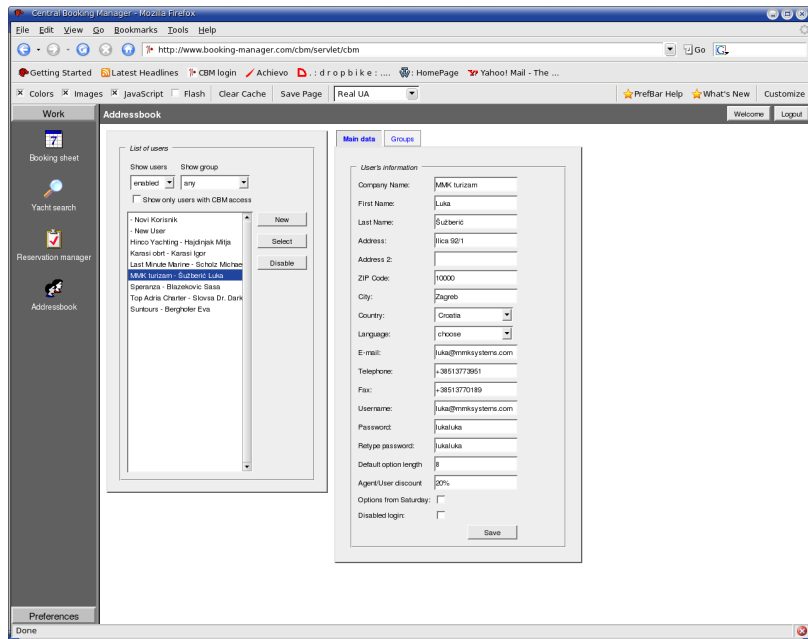 Central Booking Manager - Mozilla Firefox
File Edit View Go Bookmarks Tools Help
http://www.booking-manager.com/cbm/servlet/cbm Go
Getting Started Latest Headlines CBM login Achievo D.: d r o p b i k e : .... :HomePage Yahoo! Mail - The ...
Colors Images JavaScript Flash Clear Cache Save Page Real UA PrefBar Help What's New Customize
Work Addressbook Welcome Logout
Booking sheet
Yacht search
Reservation manager
Addressbook
List of users
Show users Show group
enabled any
Show only users with CBM access
- Novi Korisnik
- New User
Hinco Yachting - Hajdinjak Mitja
Karasi obrt - Karasi Igor
Last Minute Marine - Scholz Michae
MMK turizam - Šužberić Luka
Speranza - Blazekovic Sasa
Top Adria Charter - Slovsa Dr. Dark
Suntours - Berghofer Eva
New
Select
Disable
Main data Groups
User's information
Company Name: MMK turizam
First Name: Luka
Last Name: Šužberić
Address: Ilica 92/1
Address 2:
ZIP Code: 10000
City: Zagreb
Country: Croatia
Language: choose
E-mail: luka@mmksystems.com
Telephone: +38513773951
Fax: +38513770189
Username: luka@mmksystems.com
Password: lukaluka
Retype password: lukaluka
Default option length 8
Agent/User discount 20%
Options from Saturday:
Disabled login:
Save
Preferences
Done